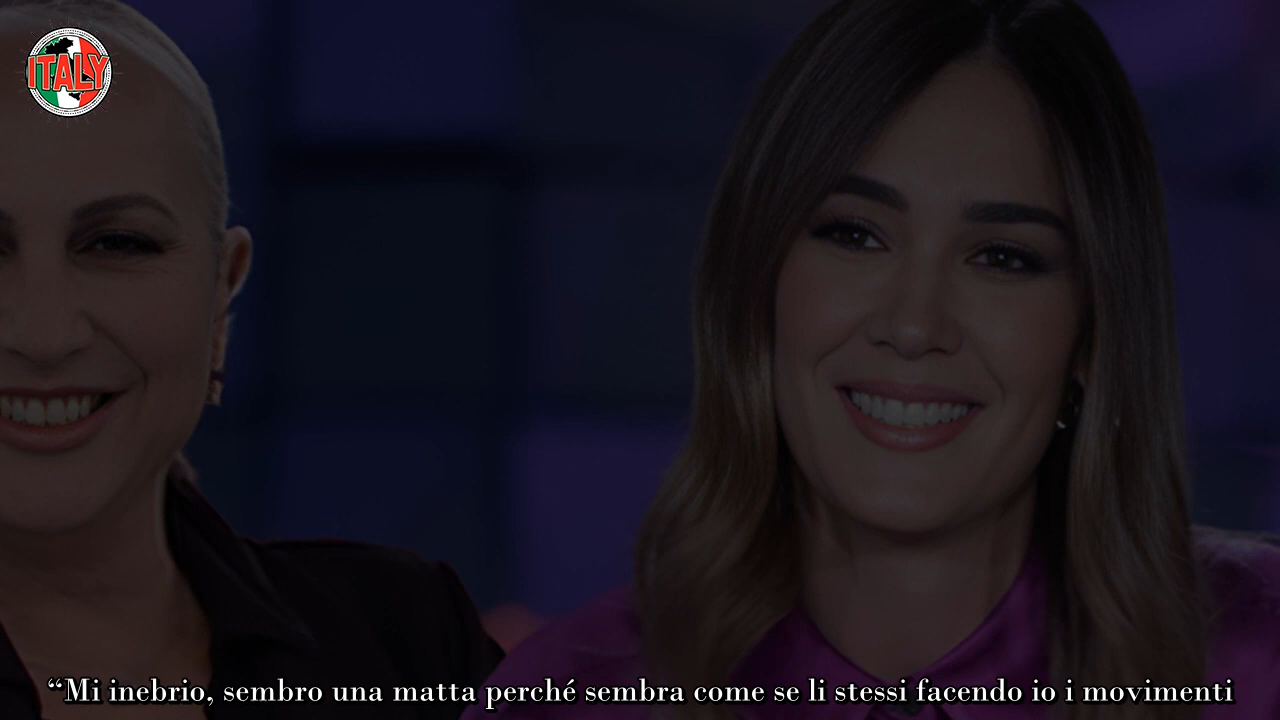 ITALY
“Mi inebrio, sembro una matta perché sembra come se li stessi facendo io i movimenti